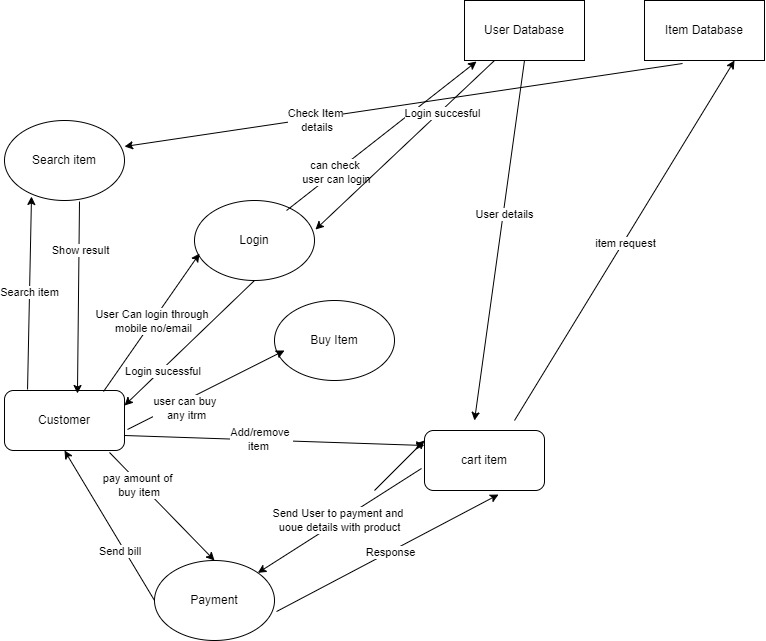 User Database
Item Database
Check Item
details
Login succesful
Search item
can check
user can login
User details
Login
item request
Show result
Search item
User Can login through
mobile no/email
Buy Item
Login sucessful
user can buy
any itrm
Customer
Add/remove
item
cart item
pay amount of
buy item
Send User to payment and
uoue details with product
Send bill
Response
Payment